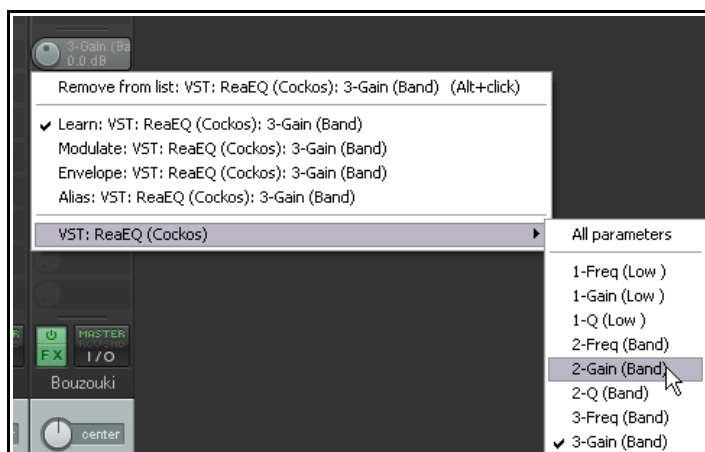 3-Gain (Ba
0.0 dB
Remove from list: VST: ReaEQ (Cockos): 3-Gain (Band) (Alt+click)
Learn: VST: ReaEQ (Cockos): 3-Gain (Band)
Modulate: VST: ReaEQ (Cockos): 3-Gain (Band)
Envelope: VST: ReaEQ (Cockos): 3-Gain (Band)
Alias: VST: ReaEQ (Cockos): 3-Gain (Band)
VST: ReaEQ (Cockos)
All parameters
1-Freq (Low )
1-Gain (Low )
1-Q (Low )
2-Freq (Band)
2-Gain (Band)
2-Q (Band)
3-Freq (Band)
3-Gain (Band)
MASTER
RCV SND
FX
I/O
Bouzouki
center